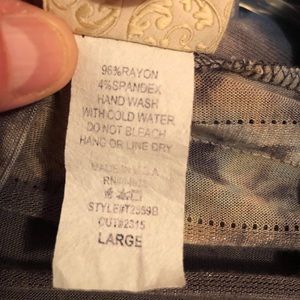 96%RAYON
4%SPANDEX
HAND WASH
WITH COLD WATER
DO NOT BLEACH
HANG OR LINE DRY
MADE IN U.S.A
STYLE#T2559B
CUT#2315
LARGE